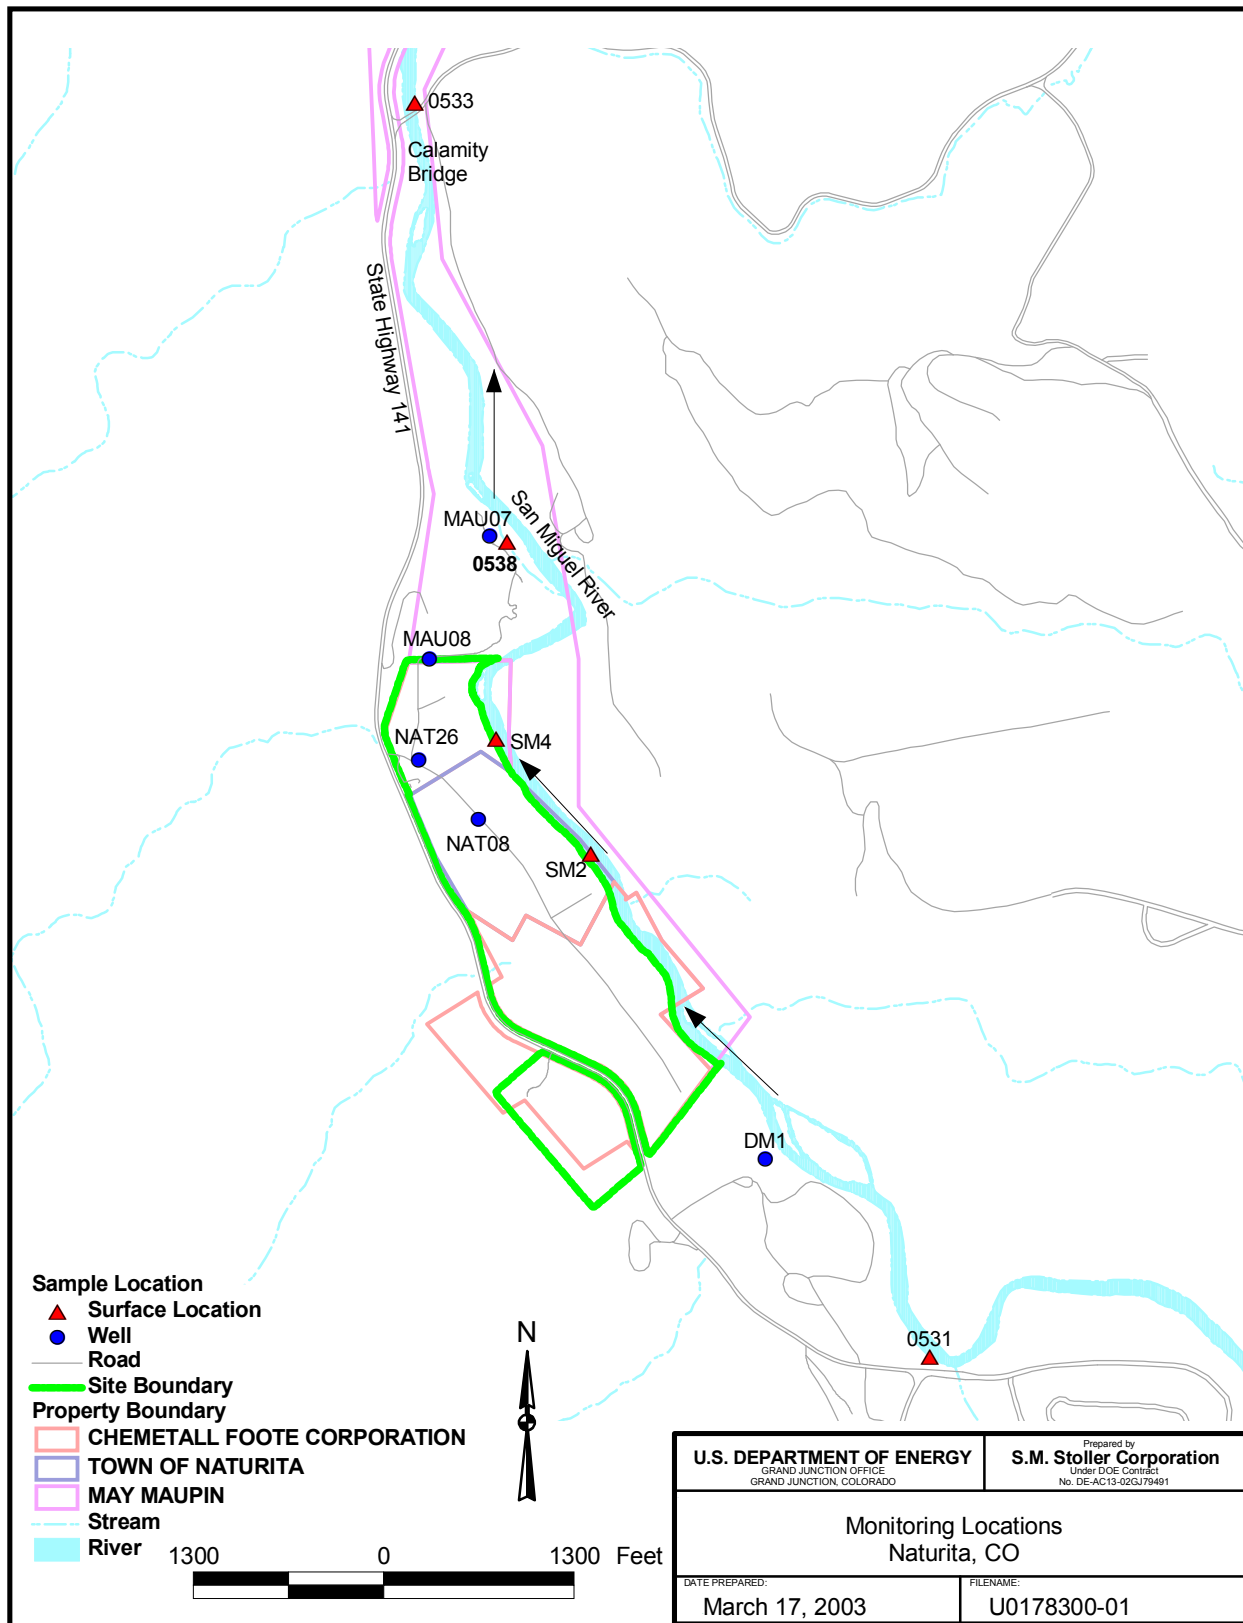 0533
Calamity
Bridge
State Highway 141
MAU07
San Miguel River
0538
MAU08
NAT26
SM4
NAT08
SM2
DM1
0531
Sample Location
Surface Location
Well
Road
Site Boundary
Property Boundary
CHEMETALL FOOTE CORPORATION
TOWN OF NATURITA
MAY MAUPIN
Stream
River
N
1300 0 1300 Feet
U.S. DEPARTMENT OF ENERGY
GRAND JUNCTION OFFICE
GRAND JUNCTION, COLORADO
Prepared by
S.M. Stoller Corporation
Under DOE Contract
No. DE-AC13-02GJ79491
Monitoring Locations
Naturita, CO
DATE PREPARED:
March 17, 2003
FILENAME:
U0178300-01